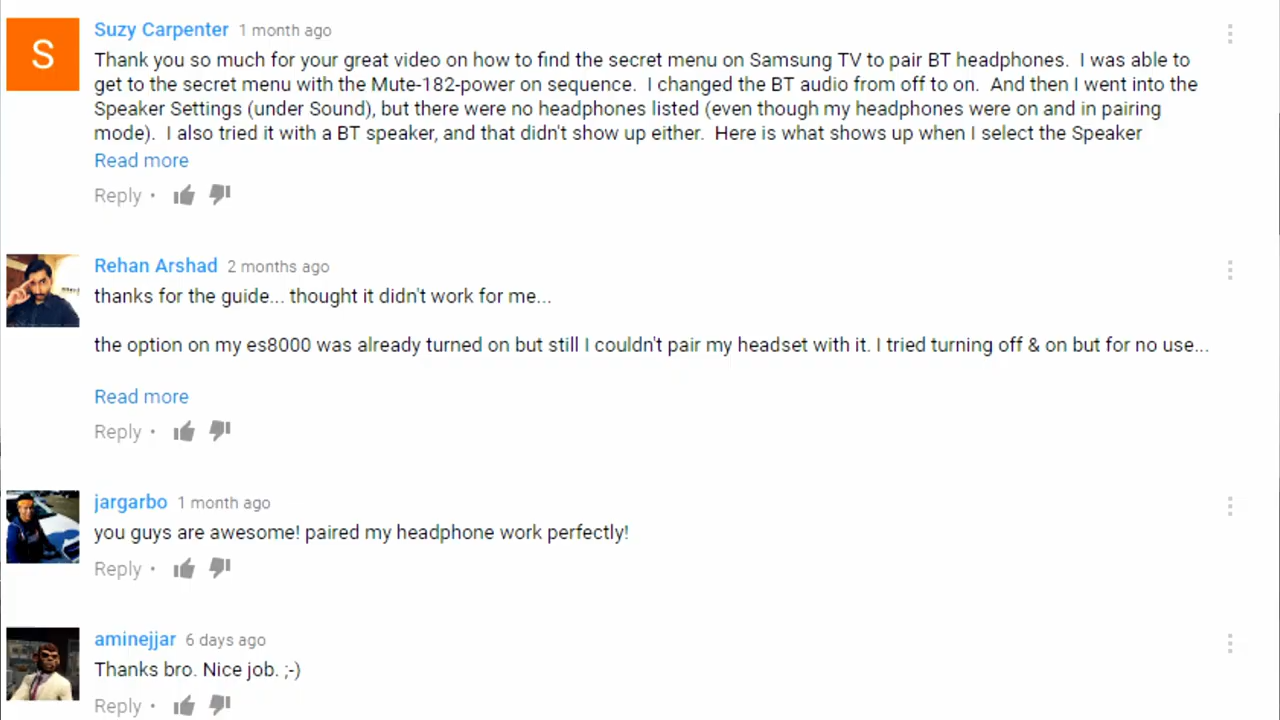 S
Suzy Carpenter 1 month ago
Thank you so much for your great video on how to find the secret menu on Samsung TV to pair BT headphones.  I was able to
get to the secret menu with the Mute-182-power on sequence.  I changed the BT audio from off to on.  And then I went into the
Speaker Settings (under Sound), but there were no headphones listed (even though my headphones were on and in pairing
mode).  I also tried it with a BT speaker, and that didn't show up either.  Here is what shows up when I select the Speaker
Read more
Reply •
Rehan Arshad 2 months ago
thanks for the guide... thought it didn't work for me...
the option on my es8000 was already turned on but still I couldn't pair my headset with it. I tried turning off & on but for no use...
Read more
Reply •
jargarbo 1 month ago
you guys are awesome! paired my headphone work perfectly!
Reply •
aminejjar 6 days ago
Thanks bro. Nice job. ;-)
Reply •